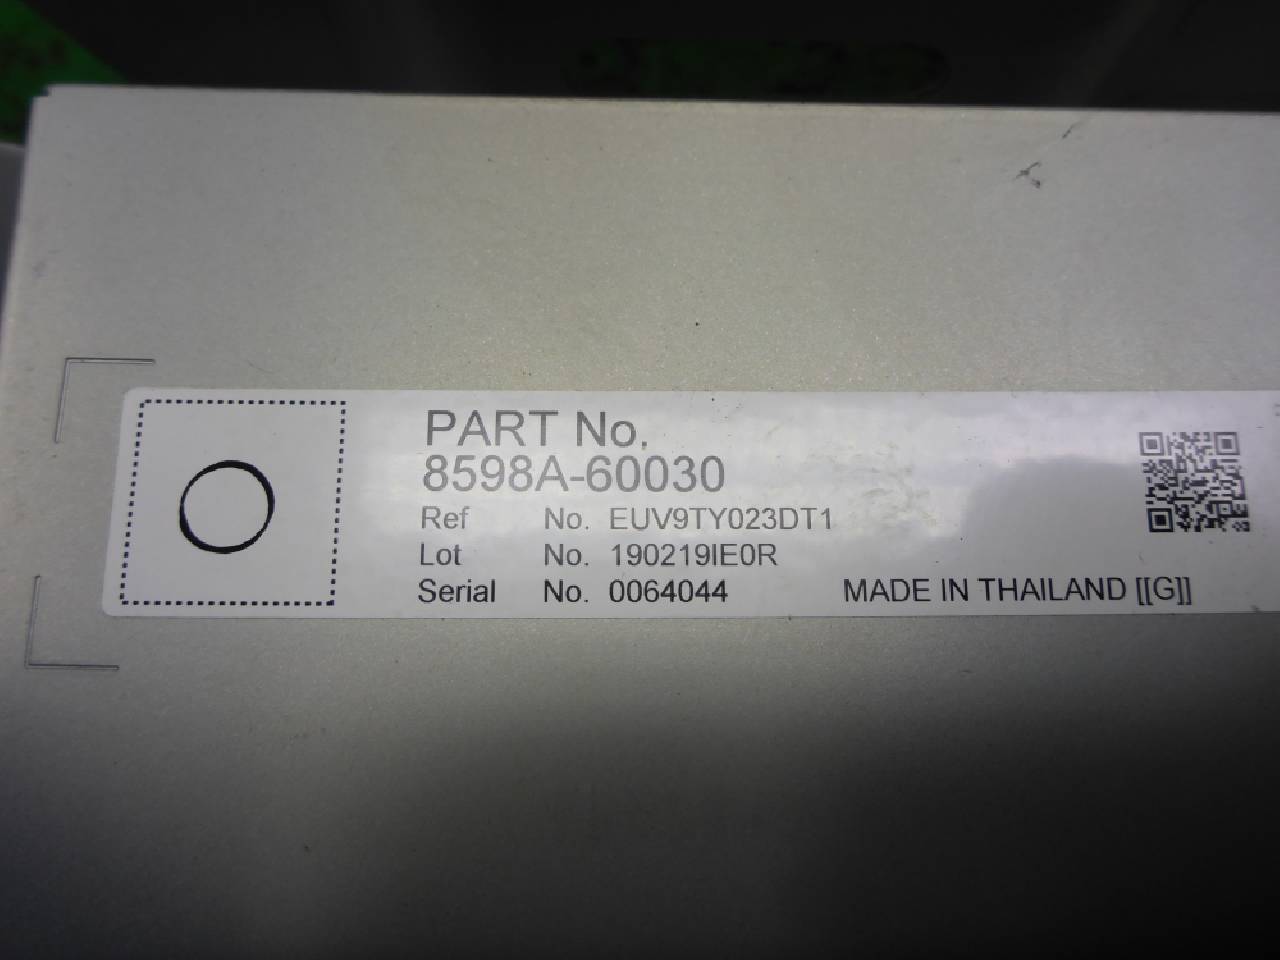 PART No.
8598A-60030
Ref No. EUV9TY023DT1
Lot No. 190219IE0R
Serial No. 0064044
MADE IN THAILAND [[G]]